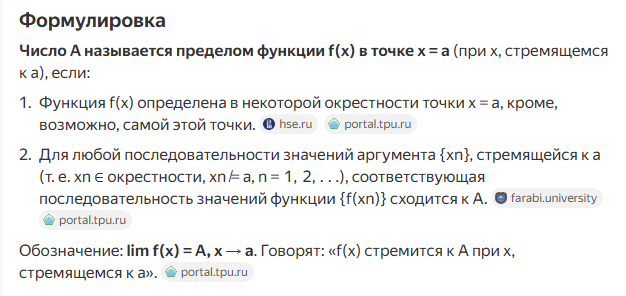 Формулировка
Число A называется пределом функции f(x) в точке x = a (при x, стремящемся
к a), если:
1. Функция f(x) определена в некоторой окрестности точки x = a, кроме,
возможно, самой этой точки. hse.ru portal.tpu.ru
2. Для любой последовательности значений аргумента {xn}, стремящейся к a
(т. е. xn ∈ окрестности, xn ≠ a, n = 1, 2, . . .), соответствующая
последовательность значений функции {f(xn)} сходится к A. farabi.university
portal.tpu.ru
Обозначение: lim f(x) = A, x → a. Говорят: «f(x) стремится к A при x,
стремящемся к a». portal.tpu.ru